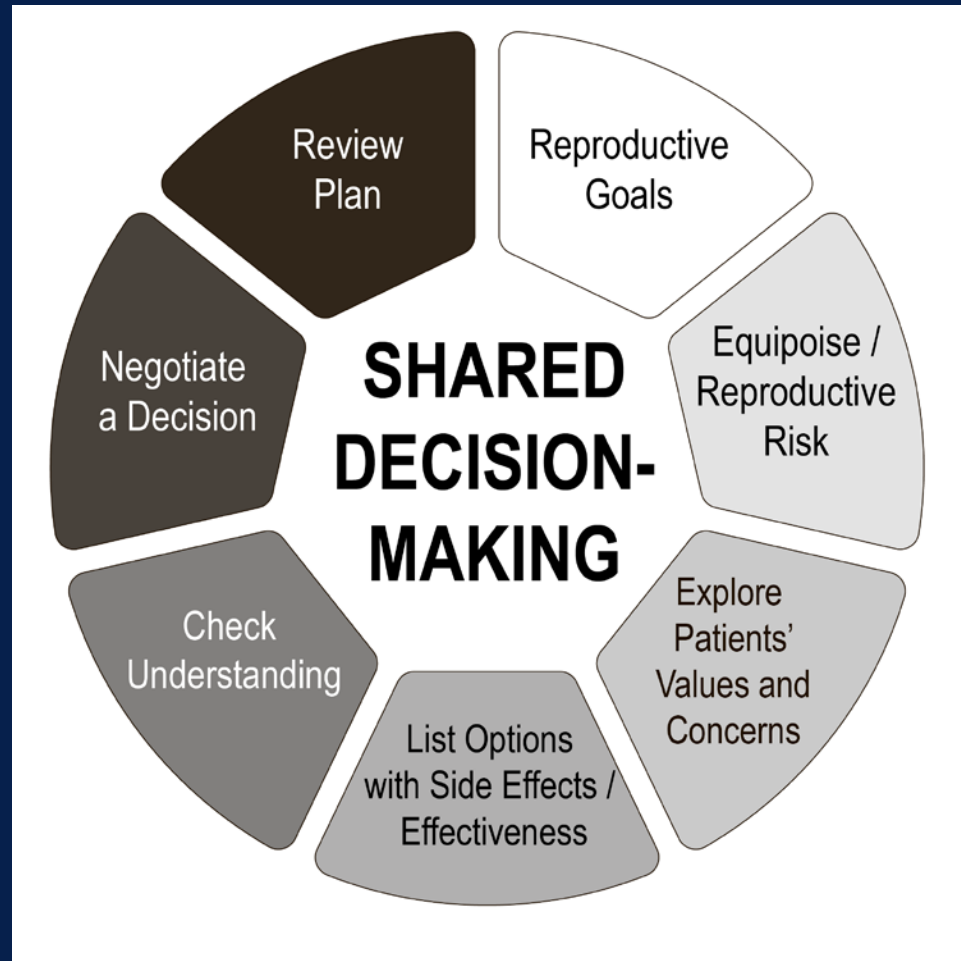 SHARED
DECISION-
MAKING
Reproductive
Goals
Equipoise /
Reproductive
Risk
Explore
Patients’
Values and
Concerns
List Options
with Side Effects /
Effectiveness
Check
Understanding
Negotiate
a Decision
Review
Plan